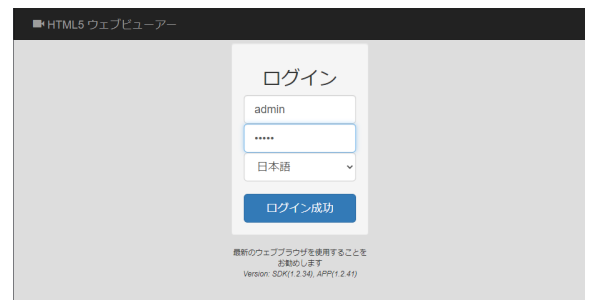 HTML5 ウェブビューアー
ログイン
admin
•••••
日本語
ログイン成功
最新のウェブブラウザを使用することを
お勧めします
Version: SDK(1.2.34), APP(1.2.41)